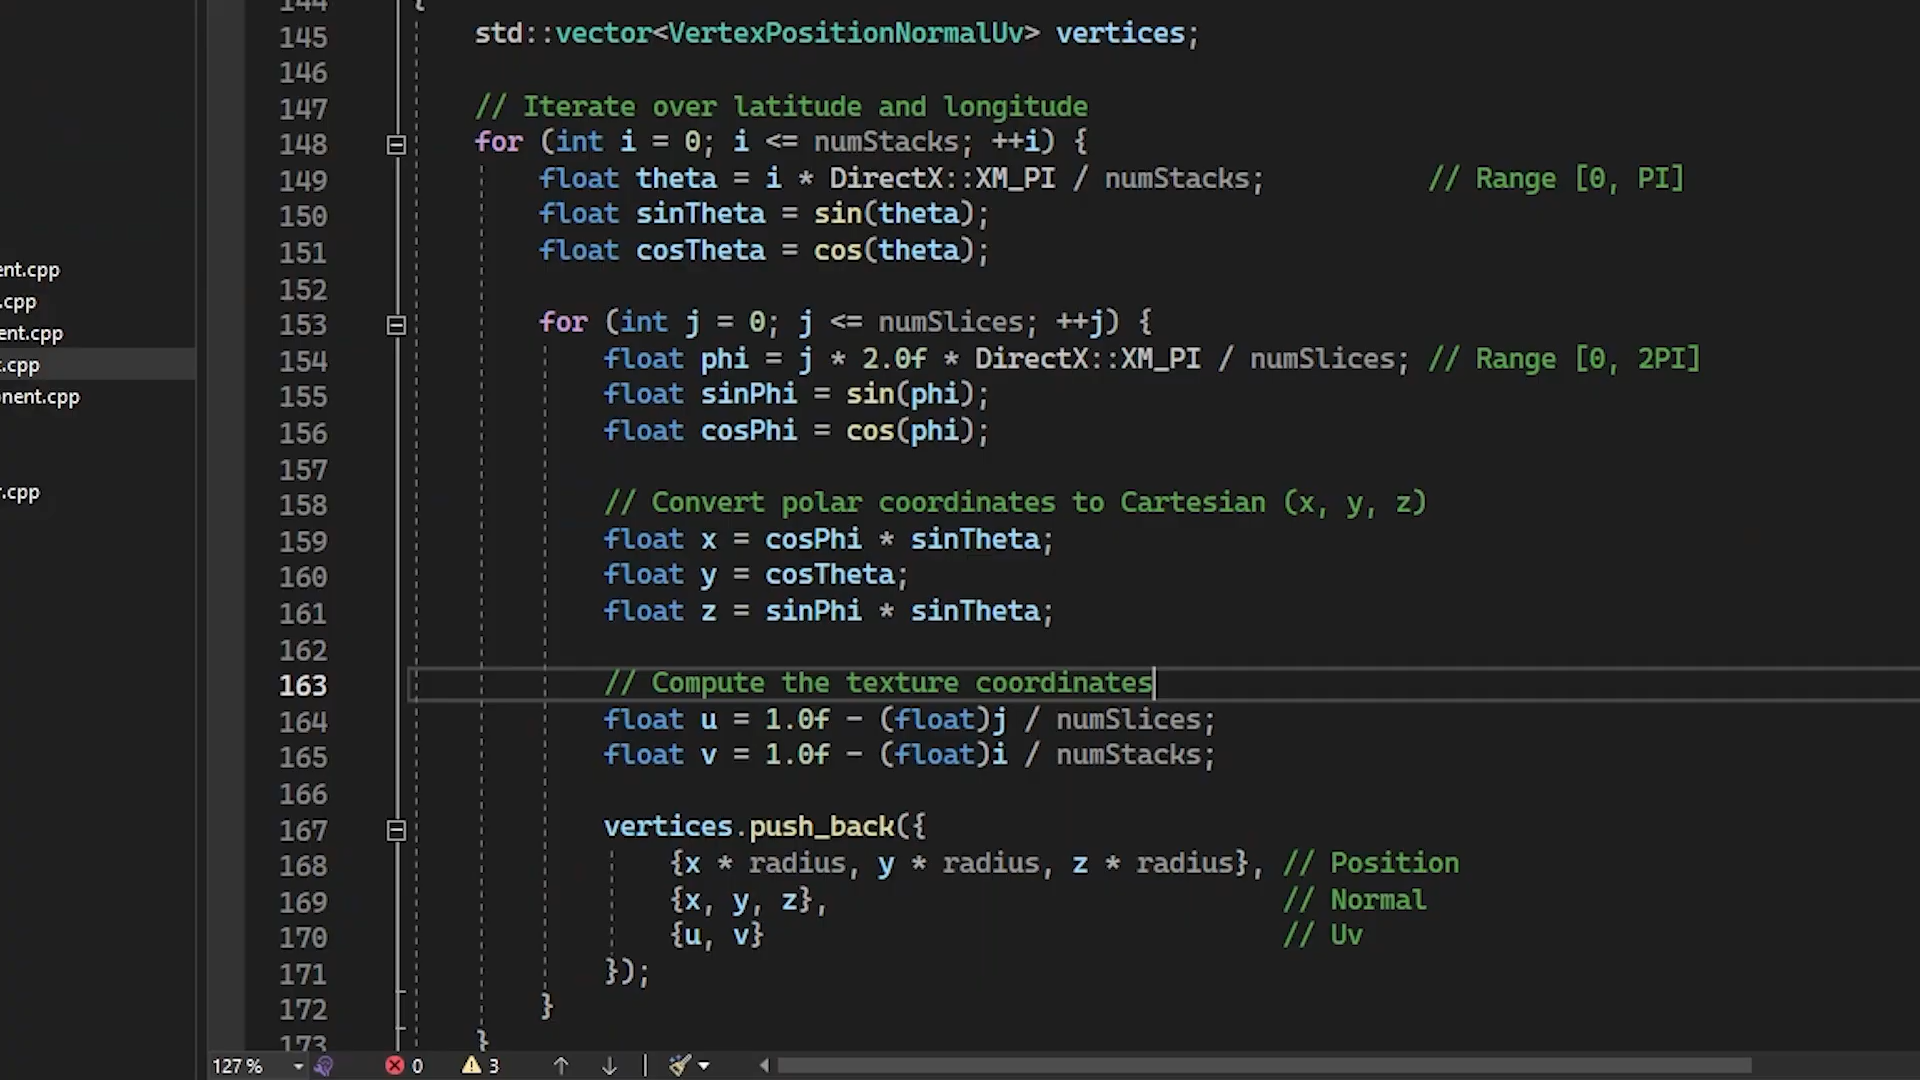 144 {
145 std::vector<VertexPositionNormalUv> vertices;
146
147 // Iterate over latitude and longitude
148 for (int i = 0; i <= numStacks; ++i) {
149 float theta = i * DirectX::XM_PI / numStacks; // Range [0, PI]
150 float sinTheta = sin(theta);
151 float cosTheta = cos(theta);
152
153 for (int j = 0; j <= numSlices; ++j) {
154 float phi = j * 2.0f * DirectX::XM_PI / numSlices; // Range [0, 2PI]
155 float sinPhi = sin(phi);
156 float cosPhi = cos(phi);
157
158 // Convert polar coordinates to Cartesian (x, y, z)
159 float x = cosPhi * sinTheta;
160 float y = cosTheta;
161 float z = sinPhi * sinTheta;
162
163 // Compute the texture coordinates
164 float u = 1.0f - (float)j / numSlices;
165 float v = 1.0f - (float)i / numStacks;
166
167 vertices.push_back({
168 {x * radius, y * radius, z * radius}, // Position
169 {x, y, z}, // Normal
170 {u, v} // Uv
171 });
172 }
173 }
ent.cpp
.cpp
ent.cpp
t.cpp
nent.cpp
r.cpp
127 % 0 3